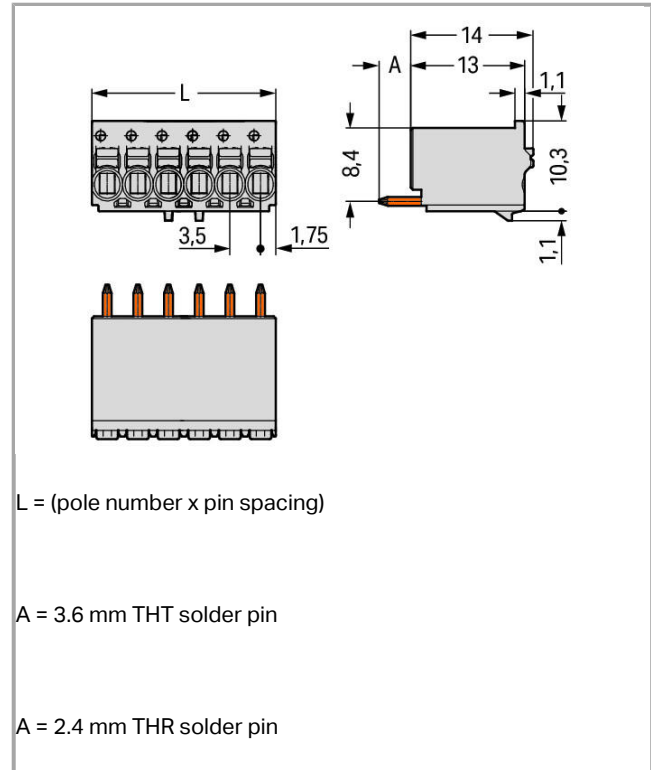 14
A
13
1,1
L
8,4
10,3
3,5
1,75
1,1
L = (pole number x pin spacing)
A = 3.6 mm THT solder pin
A = 2.4 mm THR solder pin